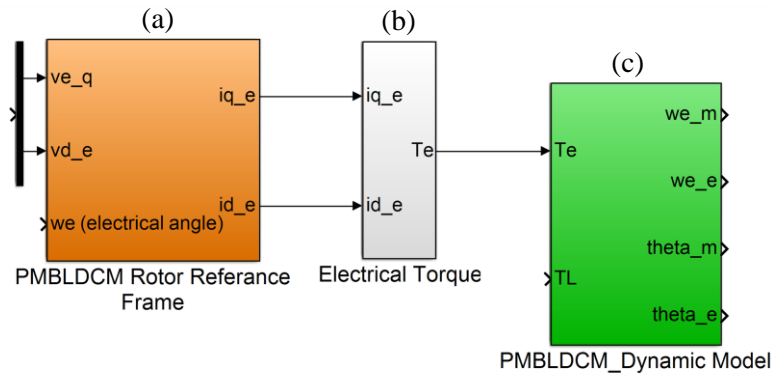 (a)
(b)
(c)
ve_q
vd_e
we (electrical angle)
iq_e
id_e
PMBLDCM Rotor Referance
Frame
iq_e
id_e
Te
Electrical Torque
Te
TL
we_m
we_e
theta_m
theta_e
PMBLDCM_Dynamic Model